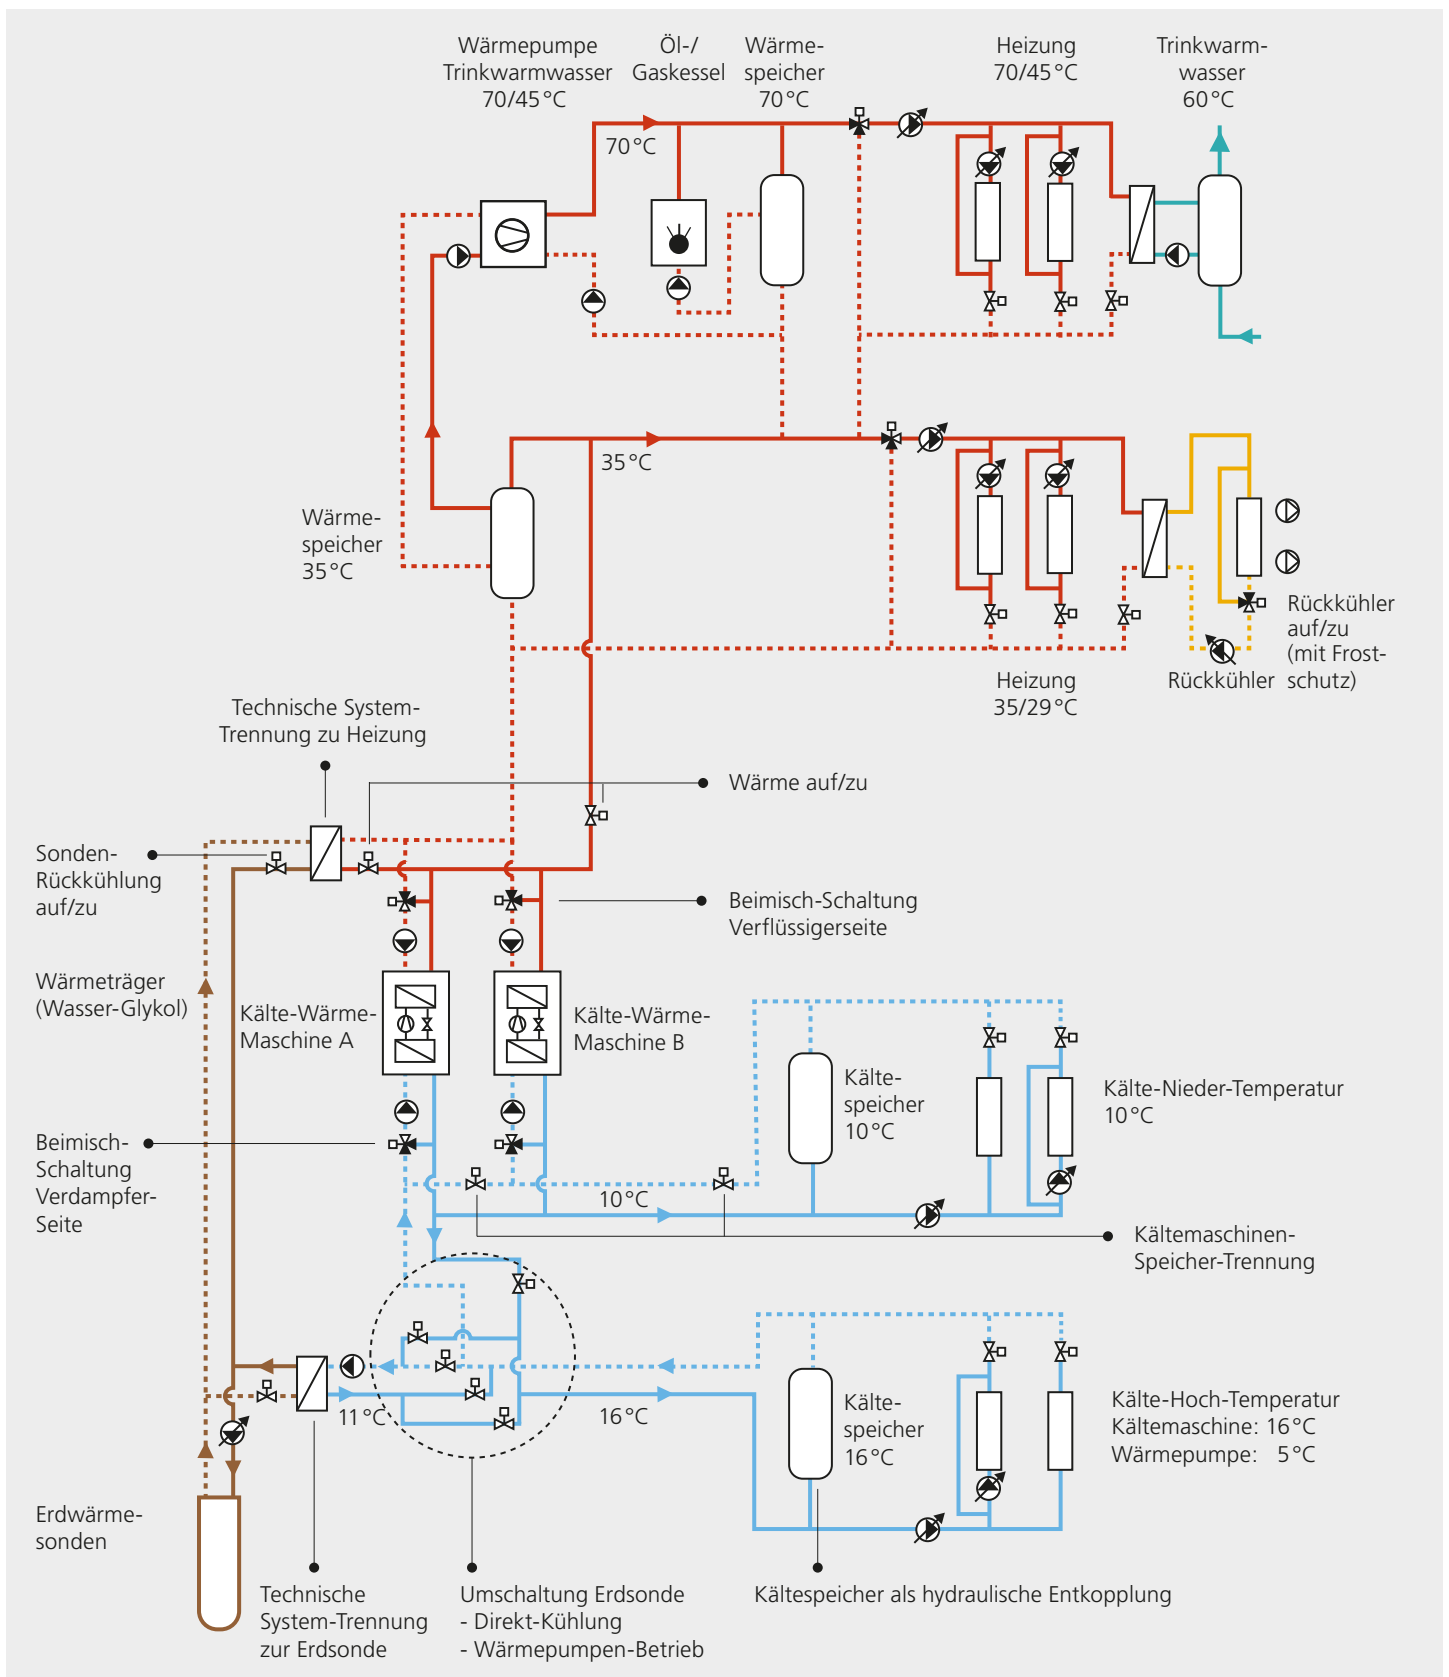 Wärmepumpe
Trinkwarmwasser
70/45°C
Öl-/
Gaskessel
Wärme-
speicher
70°C
Heizung
70/45°C
Trinkwarm-
wasser
60°C
70°C
35°C
Wärme-
speicher
35°C
Rückkühler
auf/zu
(mit Frost-
schutz)
Rückkühler
Heizung
35/29°C
Technische System-
Trennung zu Heizung
Wärme auf/zu
Sonden-
Rückkühlung
auf/zu
Beimisch-Schaltung
Verflüssigerseite
Wärmeträger
(Wasser-Glykol)
Kälte-Wärme-
Maschine A
Kälte-Wärme-
Maschine B
Kälte-
speicher
10°C
Kälte-Nieder-Temperatur
10°C
Beimisch-
Schaltung
Verdampfer-
Seite
10°C
Kältemaschinen-
Speicher-Trennung
11°C
16°C
Kälte-
speicher
16°C
Kälte-Hoch-Temperatur
Kältemaschine: 16°C
Wärmepumpe: 5°C
Erdwärme-
sonden
Technische
System-Trennung
zur Erdsonde
Umschaltung Erdsonde
- Direkt-Kühlung
- Wärmepumpen-Betrieb
Kältespeicher als hydraulische Entkopplung